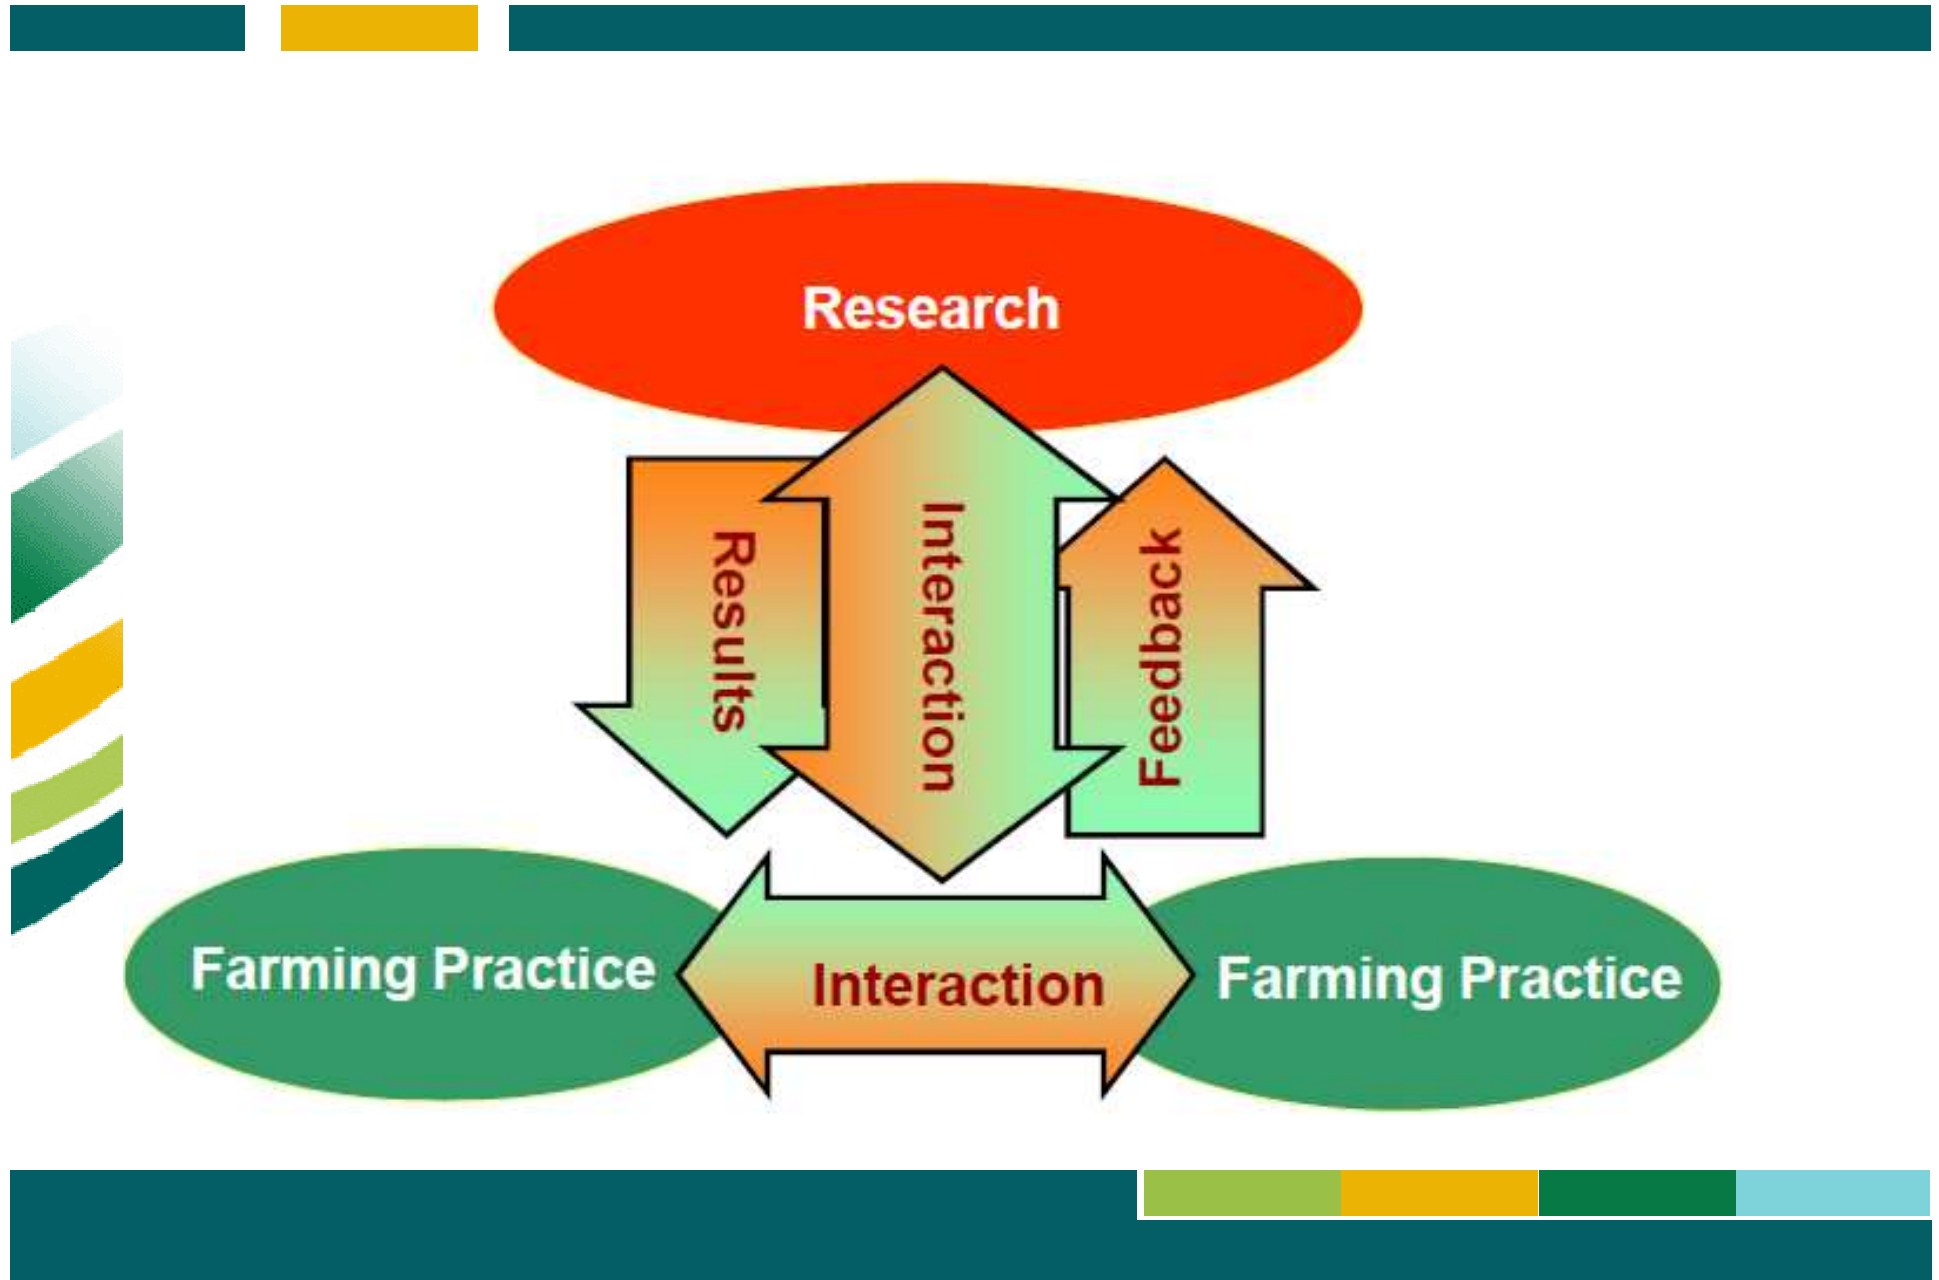 Research
Results
Interaction
Feedback
Farming Practice
Interaction
Farming Practice